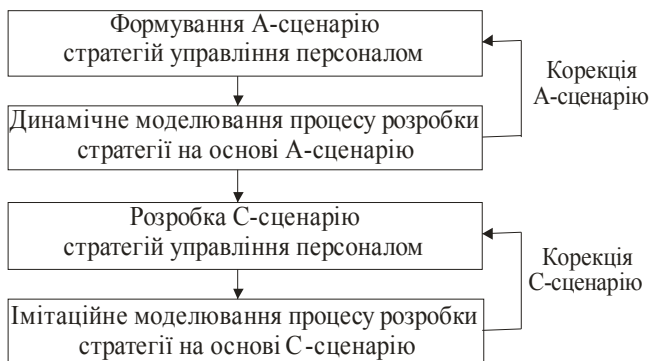 Формування А-сценарію
стратегій управління персоналом
Корекція
А-сценарію
Динамічне моделювання процесу розробки
стратегії на основі А-сценарію
Розробка С-сценарію
стратегій управління персоналом
Корекція
С-сценарію
Імітаційне моделювання процесу розробки
стратегії на основі С-сценарію